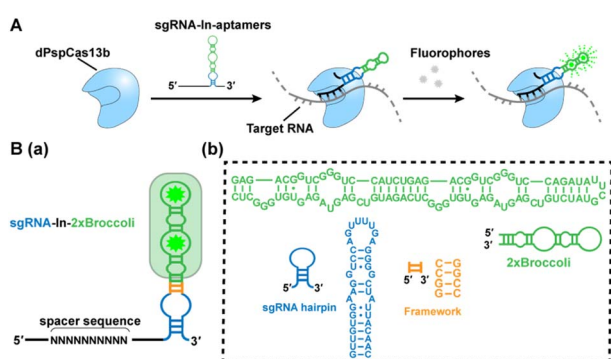 A
sgRNA-In-aptamers
dPspCas13b
5′ 3′
Target RNA
Fluorophores
B (a)
sgRNA-In-2xBroccoli
spacer sequence
5′ NNNNNNNNNN 3′
(b)
5′
3′
2xBroccoli
sgRNA hairpin
5′ 3′
Framework